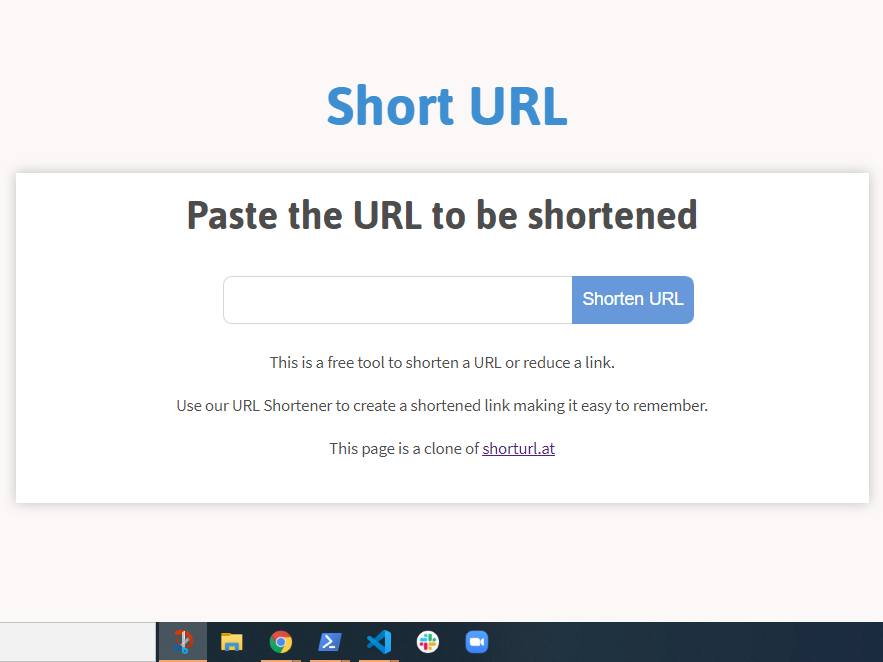 Short URL
Paste the URL to be shortened
Shorten URL
This is a free tool to shorten a URL or reduce a link.
Use our URL Shortener to create a shortened link making it easy to remember.
This page is a clone of shorturl.at